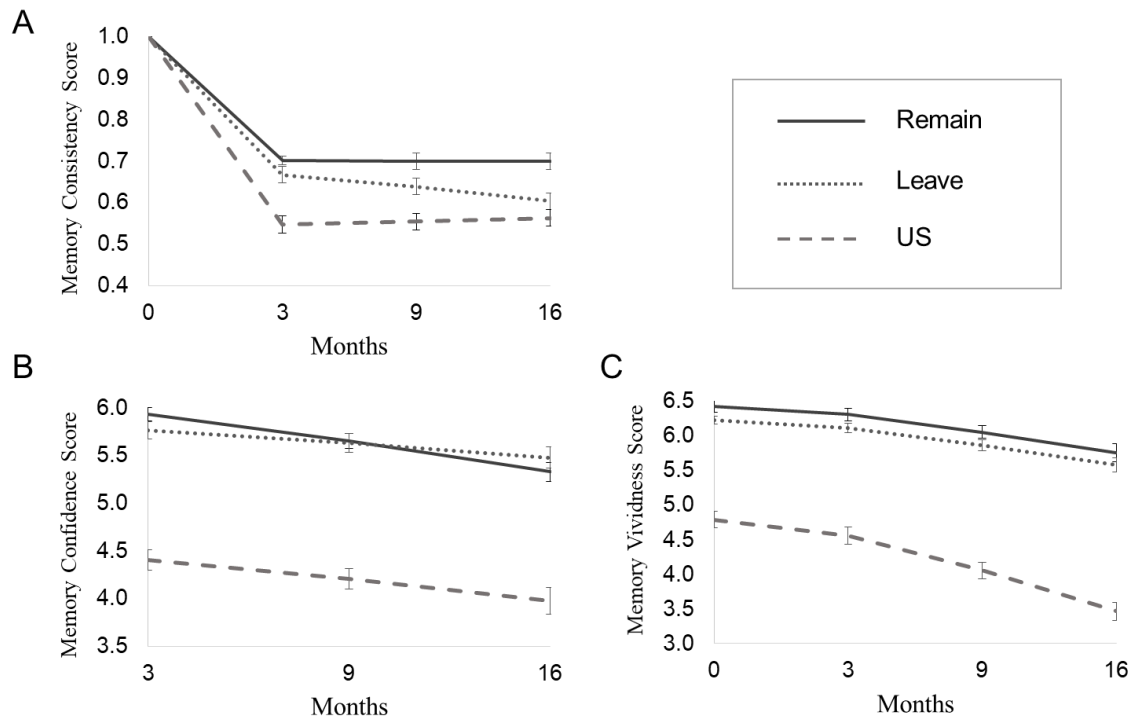 A
Memory Consistency Score
1.0
0.9
0.8
0.7
0.6
0.5
0.4
0 3 9 16
Months
Remain
Leave
US
B
Memory Confidence Score
6.0
5.5
5.0
4.5
4.0
3.5
3 9 16
Months
C
Memory Vividness Score
6.5
6.0
5.5
5.0
4.5
4.0
3.5
3.0
0 3 9 16
Months